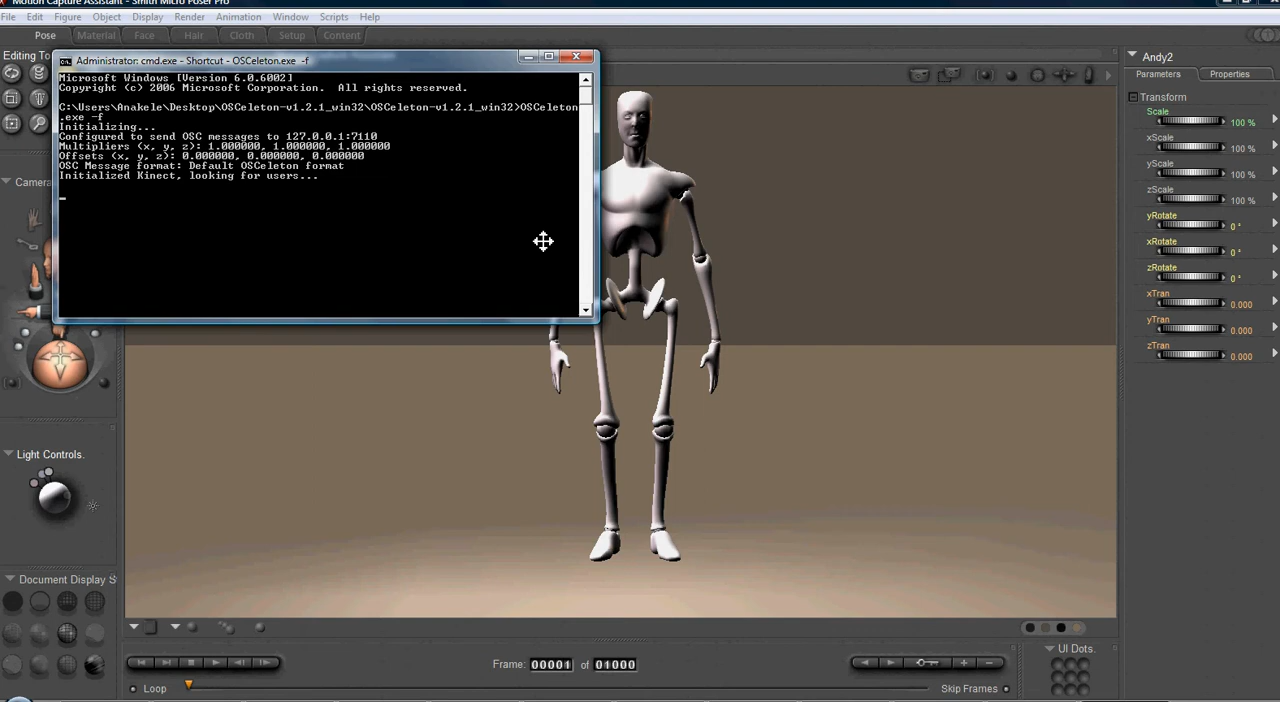 Motion Capture Assistant - Smith Micro Poser Pro
File Edit Figure Object Display Render Animation Window Scripts Help
Pose Material Face Hair Cloth Setup Content
Editing To
Administrator: cmd.exe - Shortcut - OSCeleton.exe -f
Microsoft Windows [Version 6.0.6002]
Copyright (c) 2006 Microsoft Corporation. All rights reserved.
C:\Users\Anakele\Desktop\OSCeleton-v1.2.1_win32\OSCeleton-v1.2.1_win32>OSCeleton
.exe -f
Initializing...
Configured to send OSC messages to 127.0.0.1:7110
Multipliers (x, y, z): 1.000000, 1.000000, 1.000000
Offsets (x, y, z): 0.000000, 0.000000, 0.000000
OSC Message format: Default OSCeleton format
Initialized Kinect, looking for users...
Camera
Light Controls.
Document Display S
Andy2
Parameters Properties
Transform
Scale
100 %
xScale
100 %
yScale
100 %
zScale
100 %
yRotate
0 °
xRotate
0 °
zRotate
0 °
xTran
0.000
yTran
0.000
zTran
0.000
Frame: 00001 of 01000
Loop
Skip Frames
UI Dots.